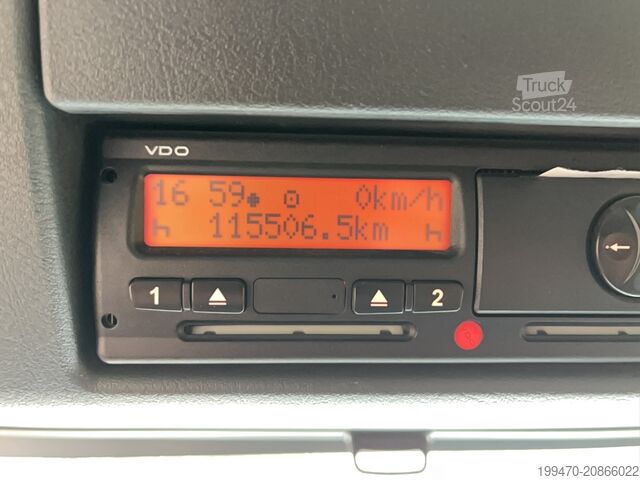 Truck
Scout24
VDO
16 59 0km/h
h 115506.5km h
1 2
199470-20866022